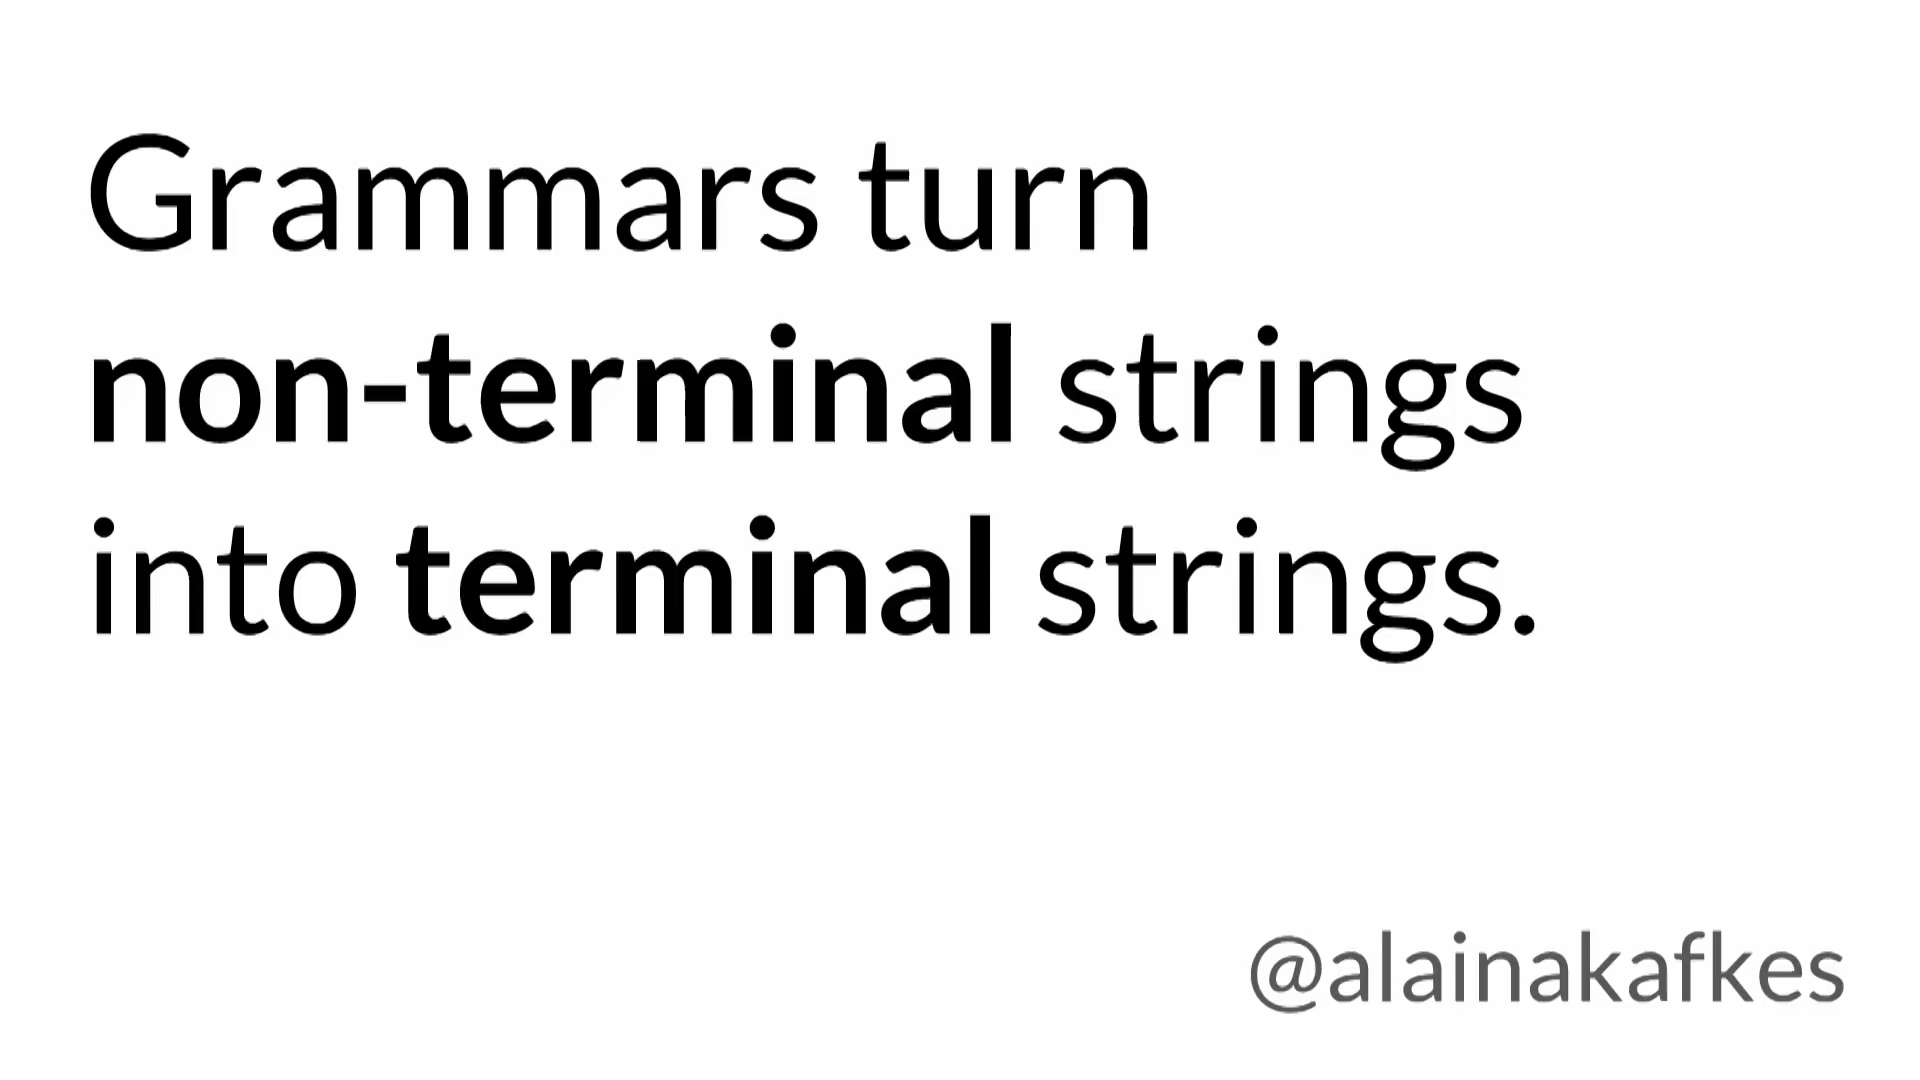 Grammars turn
non-terminal strings
into terminal strings.
@alainakafkes